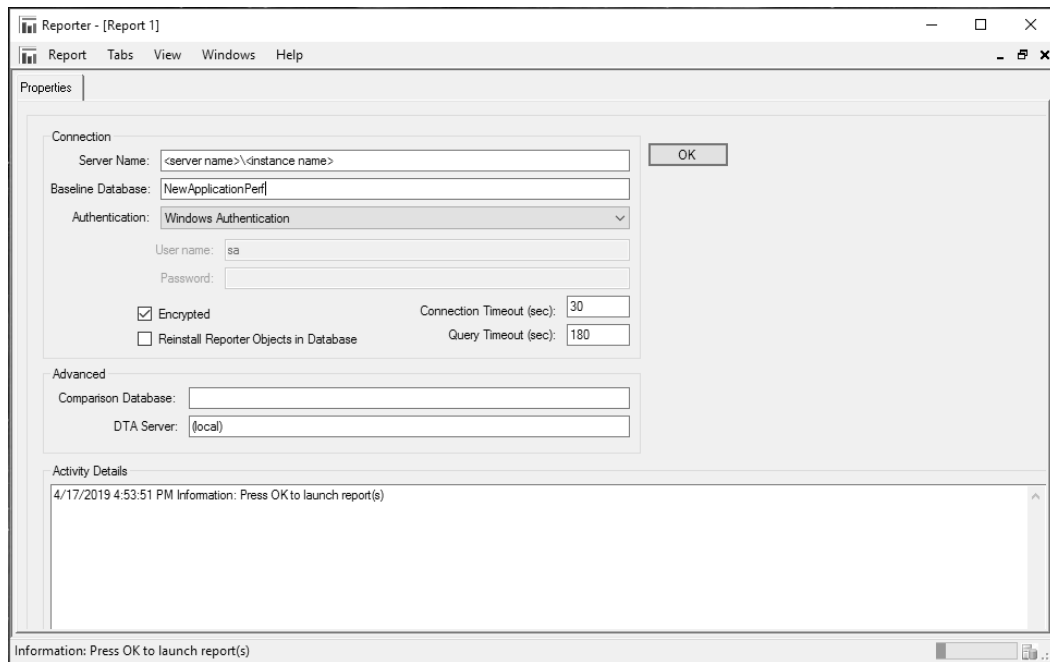 Reporter - [Report 1]
Report Tabs View Windows Help
Properties
Connection
Server Name: <server name>\<instance name>
OK
Baseline Database: NewApplicationPerf
Authentication: Windows Authentication
User name: sa
Password:
Encrypted
Connection Timeout (sec): 30
Reinstall Reporter Objects in Database
Query Timeout (sec): 180
Advanced
Comparison Database:
DTA Server: (local)
Activity Details
4/17/2019 4:53:51 PM Information: Press OK to launch report(s)
Information: Press OK to launch report(s)